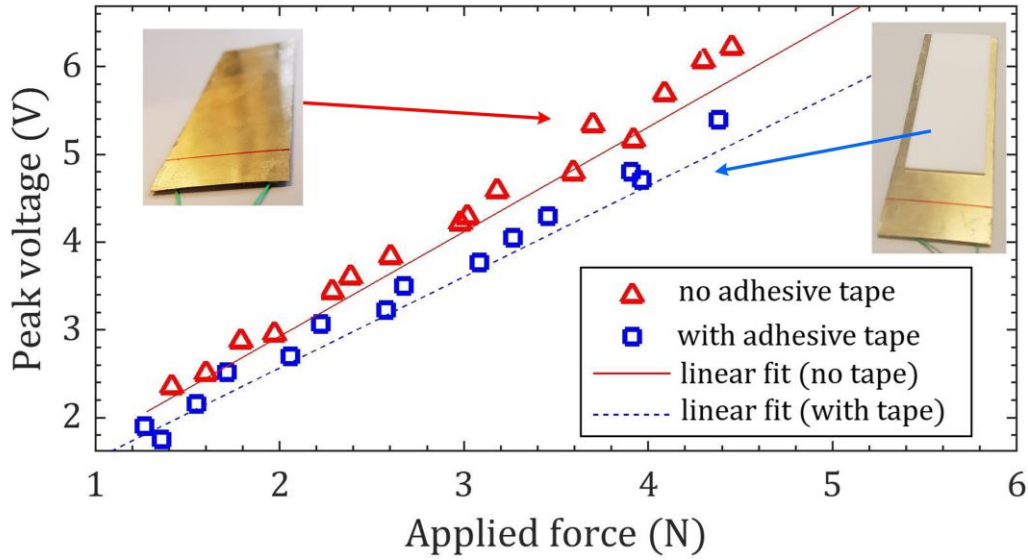 Peak voltage (V)
6
5
4
3
2
no adhesive tape
with adhesive tape
linear fit (no tape)
linear fit (with tape)
1 2 3 4 5 6
Applied force (N)